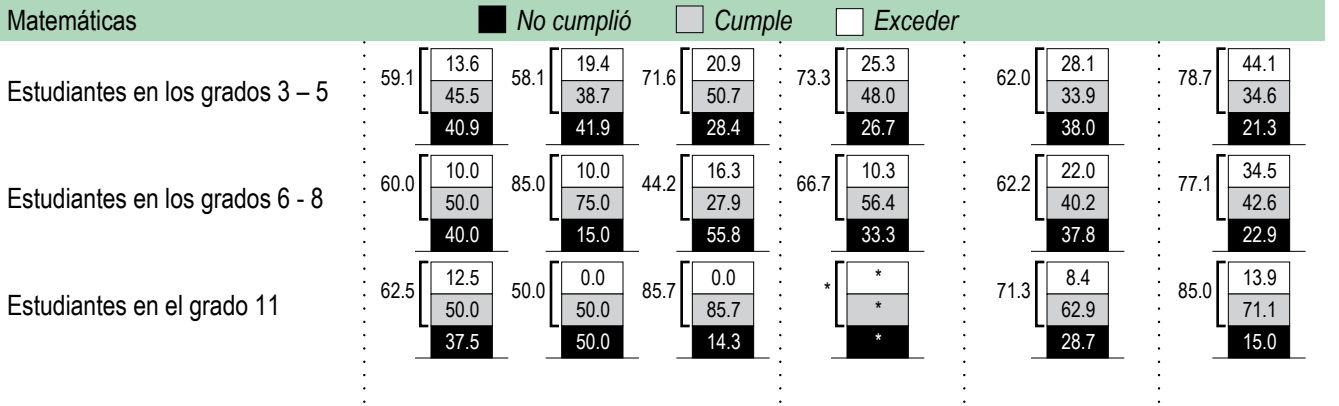 Matemáticas No cumplió Cumple Exceder
13.6 19.4 20.9 25.3 28.1 44.1
59.1 58.1 71.6 73.3 62.0 78.7
Estudiantes en los grados 3 – 5 45.5 38.7 50.7 48.0 33.9 34.6
40.9 41.9 28.4 26.7 38.0 21.3
10.0 10.0 16.3 10.3 22.0 34.5
60.0 85.0 44.2 66.7 62.2 77.1
Estudiantes en los grados 6 - 8 50.0 75.0 27.9 56.4 40.2 42.6
40.0 15.0 55.8 33.3 37.8 22.9
12.5 0.0 0.0 * 8.4 13.9
62.5 50.0 85.7 * 71.3 85.0
Estudiantes en el grado 11 50.0 50.0 85.7 * 62.9 71.1
37.5 50.0 14.3 * 28.7 15.0